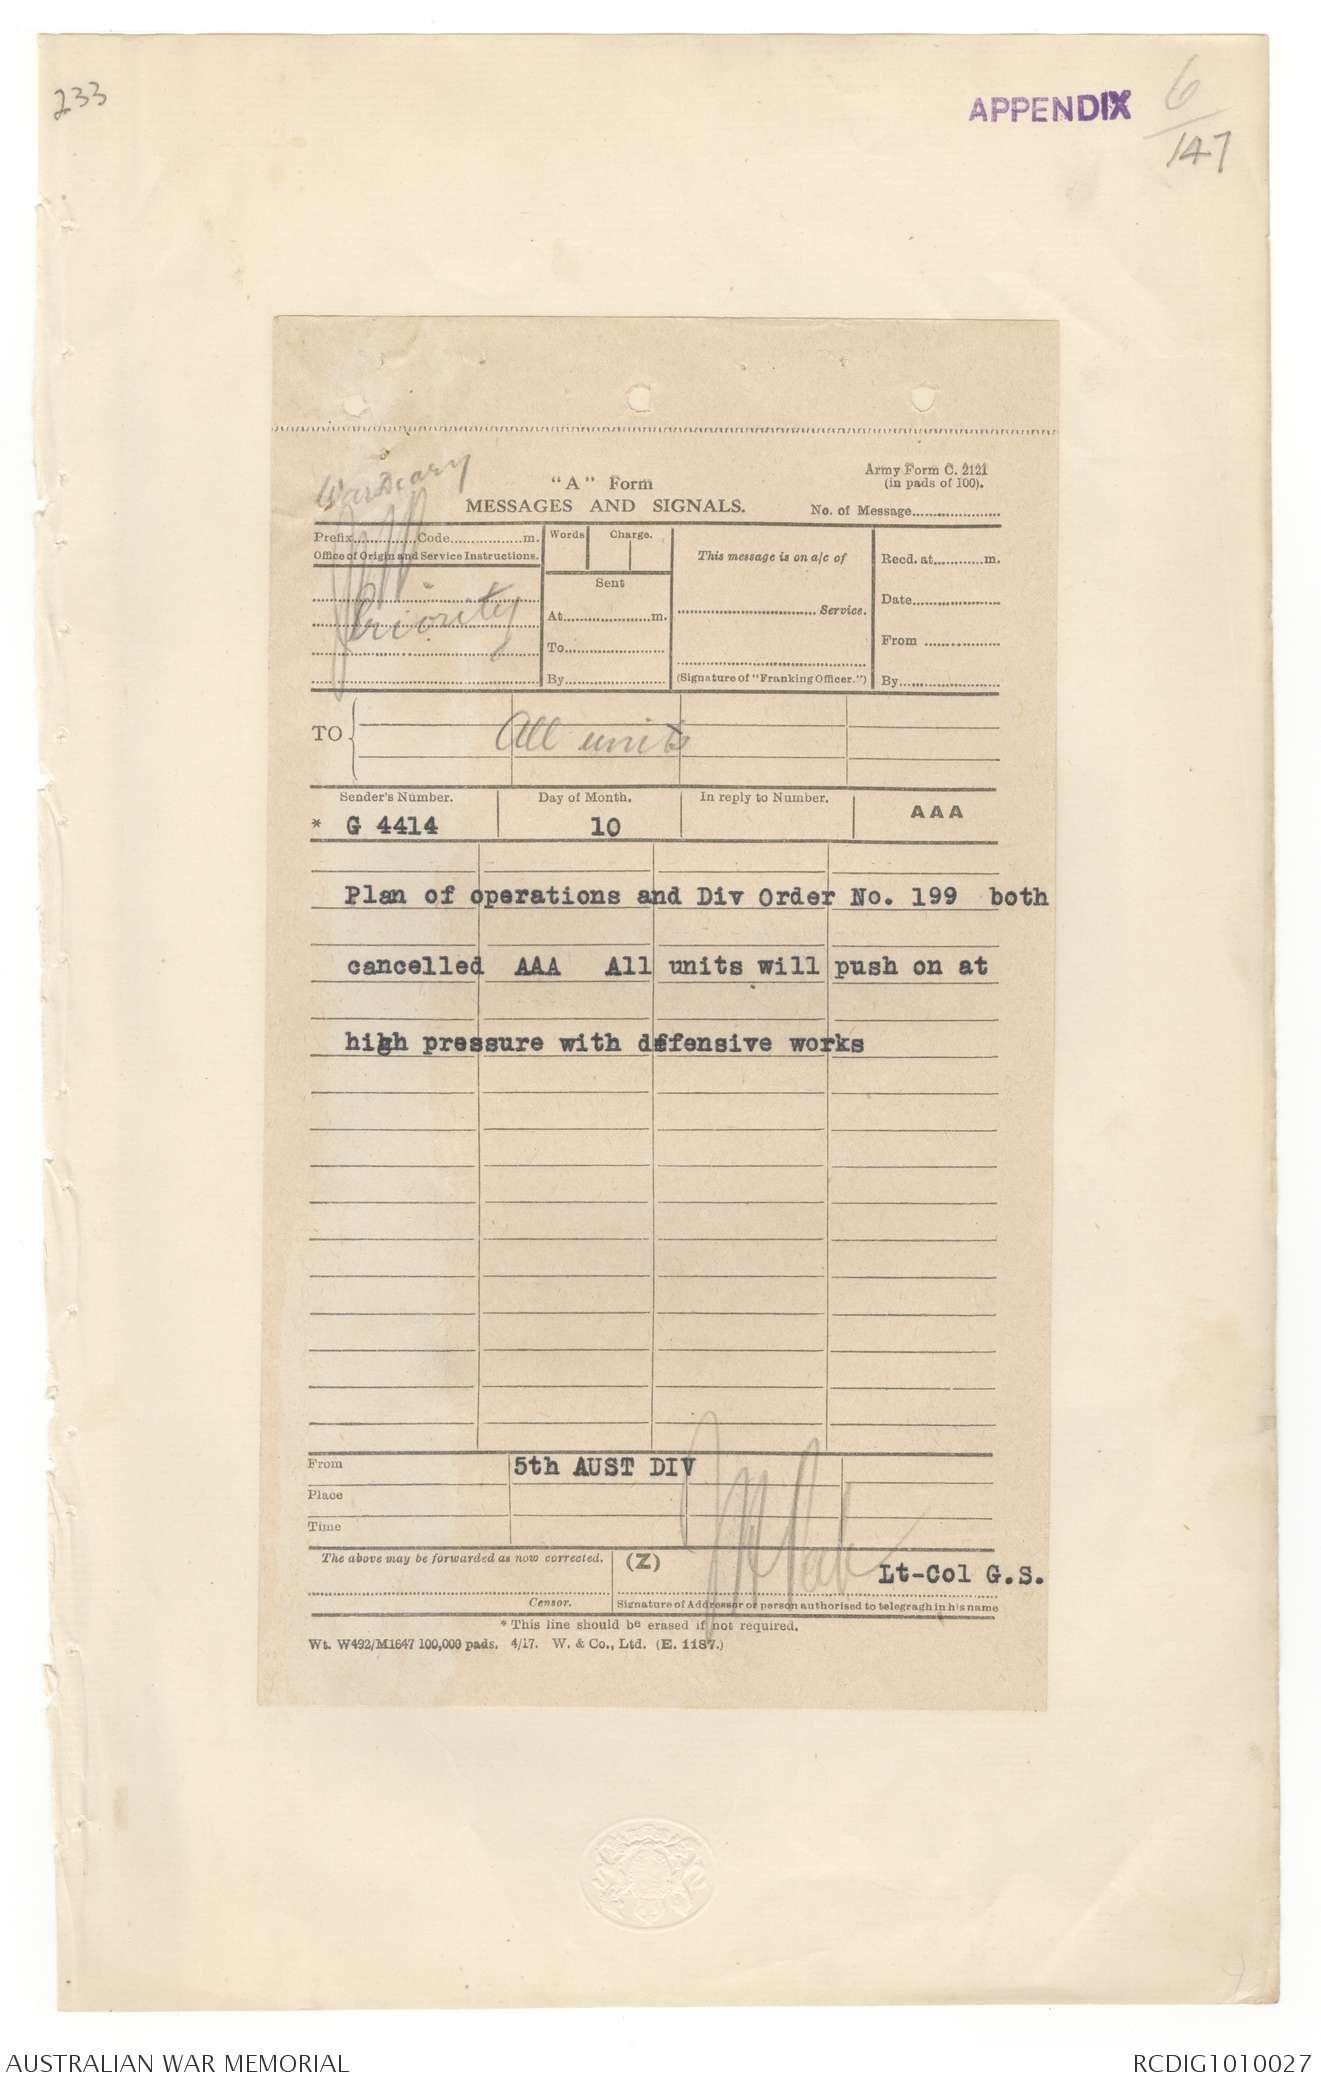 233
APPENDIX 6/147
War Diary
"A" Form
MESSAGES AND SIGNALS.
Army Form C. 2121
(in pads of 100).
No. of Message....................
Prefix...............Code..................m.
Office of Origin and Service Instructions.
Priority
Words
Charge.
Sent
At....................m.
To.......................
By.......................
This message is on a/c of
..............................Service.
(Signature of "Franking Officer.")
Recd. at............m.
Date....................
From ..................
By.......................
TO
All units
Sender's Number.
Day of Month.
In reply to Number.
AAA
* G 4414
10
Plan of operations and Div Order No. 199 both
cancelled AAA All units will push on at
high pressure with defensive works
From
5th AUST DIV
Place
Time
The above may be forwarded as now corrected.
(Z)
Lt-Col G.S.
Censor.
Signature of Addressor or person authorised to telegraph in his name
* This line should be erased if not required.
Wt. W492/M1647 100,000 pads. 4/17. W. & Co., Ltd. (E. 1187.)
AUSTRALIAN WAR MEMORIAL
RCDIG1010027